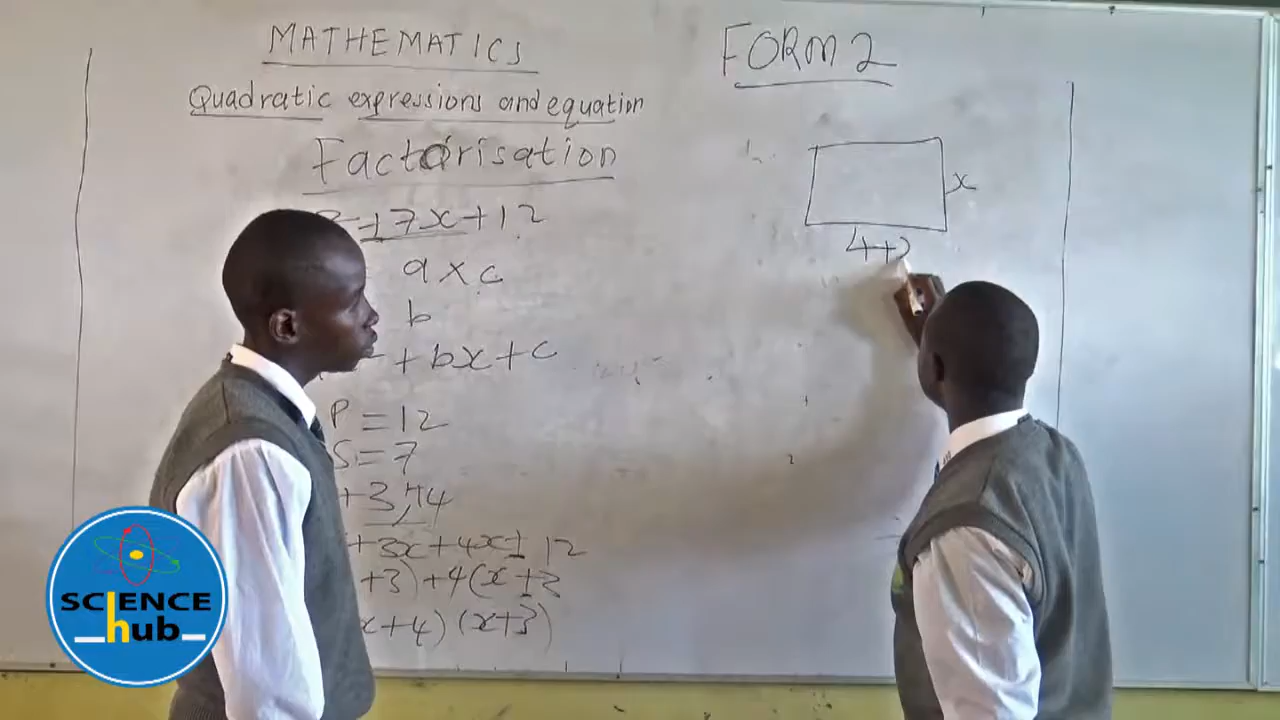 MATHEMATICS
FORM 2
Quadratic expressions and equation
Factorisation
+7x+12
a x c
b
+ bx + c
P = 12
S = 7
+3, +4
+3x+4x+ 12
+3)+4(x+3
x+4) (x+3)
x
4+
SCIENCE
hub